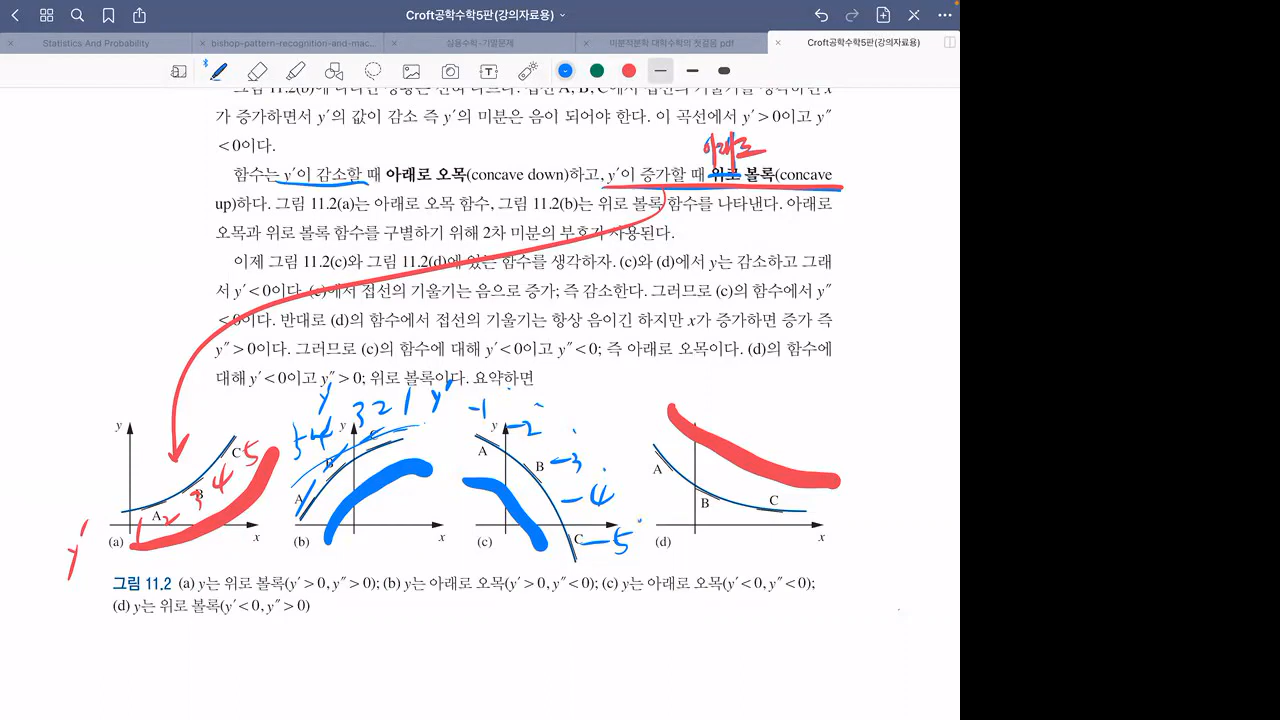 Croft공학수학5판(강의자료용)
Statistics And Probability
bishop-pattern-recognition-and-mac...
실용수학-기말문제
미분적분학 대학수학의 첫걸음.pdf
Croft공학수학5판(강의자료용)
가 증가하면서 y′의 값이 감소 즉 y′의 미분은 음이 되어야 한다. 이 곡선에서 y′>0이고 y″
<0이다.
아래로
함수는 y′이 감소할 때 아래로 오목(concave down)하고, y′이 증가할 때 위로 볼록(concave
up)하다. 그림 11.2(a)는 아래로 오목 함수, 그림 11.2(b)는 위로 볼록 함수를 나타낸다. 아래로
오목과 위로 볼록 함수를 구별하기 위해 2차 미분의 부호가 사용된다.
이제 그림 11.2(c)와 그림 11.2(d)에 있는 함수를 생각하자. (c)와 (d)에서 y는 감소하고 그래
서 y′<0이다. (c)에서 접선의 기울기는 음으로 증가; 즉 감소한다. 그러므로 (c)의 함수에서 y″
<0이다. 반대로 (d)의 함수에서 접선의 기울기는 항상 음이긴 하지만 x가 증가하면 증가 즉
y″>0이다. 그러므로 (c)의 함수에 대해 y′<0이고 y″<0; 즉 아래로 오목이다. (d)의 함수에
대해 y′<0이고 y″>0; 위로 볼록이다. 요약하면
y A B C x (a) 1 2 3 4 5 y′
y A B x (b) 5 4 3 2 1 y y′
y A B C (c) -1 -2 -3 -4 -5
A B C x (d)
그림 11.2 (a) y는 위로 볼록(y′>0, y″>0); (b) y는 아래로 오목(y′>0, y″<0); (c) y는 아래로 오목(y′<0, y″<0);
(d) y는 위로 볼록(y′<0, y″>0)